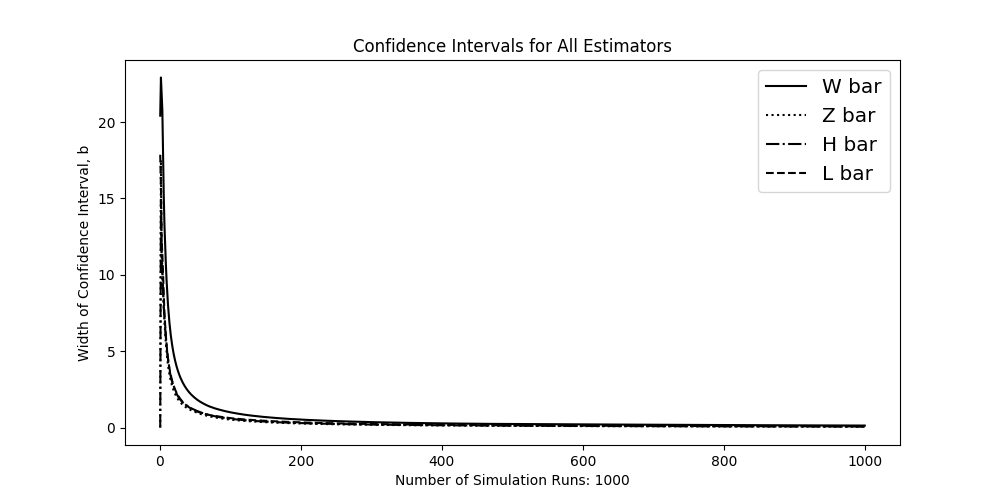 Confidence Intervals for All Estimators
Width of Confidence Interval, b
20
15
10
5
0
0 200 400 600 800 1000
Number of Simulation Runs: 1000
W bar
Z bar
H bar
L bar